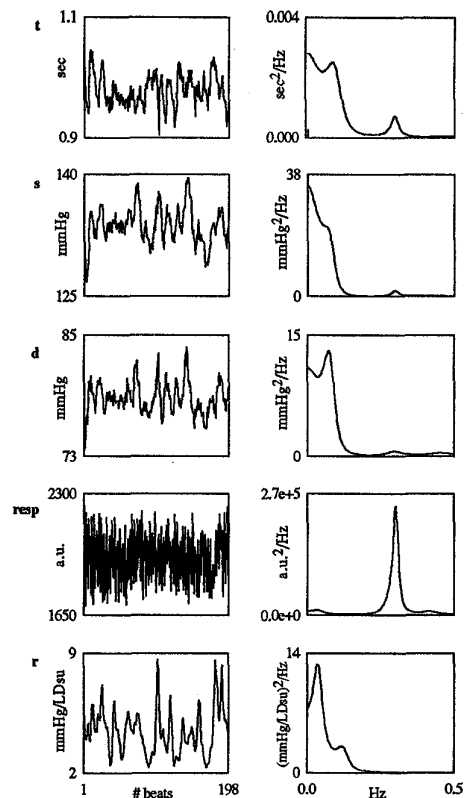 t
1.1
sec
0.9
0.004
sec²/Hz
0.000
s
140
mmHg
125
38
mmHg²/Hz
0
d
85
mmHg
73
15
mmHg²/Hz
0
resp
2300
a.u.
1650
2.7e+5
a.u.²/Hz
0.0e+0
r
9
mmHg/LDsu
2
1
# beats
198
14
(mmHg/LDsu)²/Hz
0
0.0
Hz
0.5